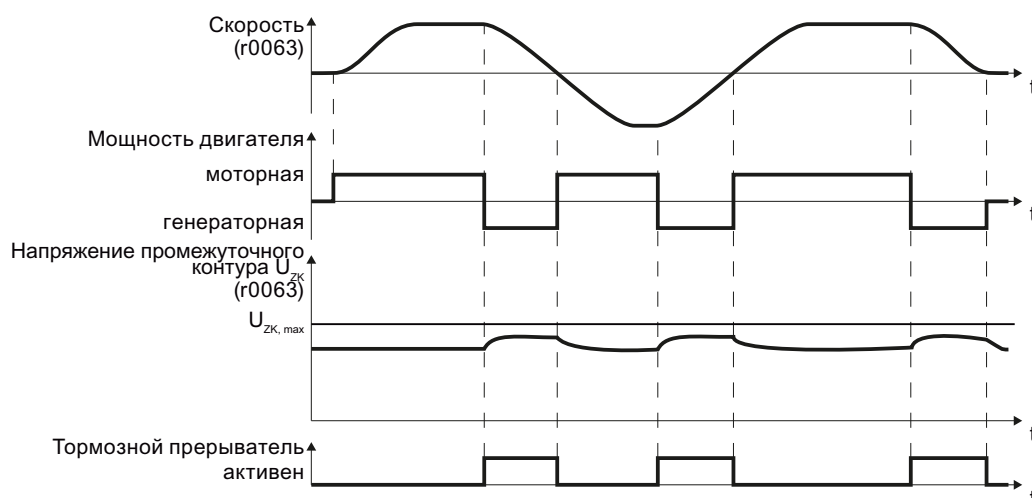 Скорость
(r0063)
t
Мощность двигателя
моторная
генераторная
t
Напряжение промежуточного
контура U_ZK
(r0063)
U_ZK, max
t
Тормозной прерыватель
активен
t